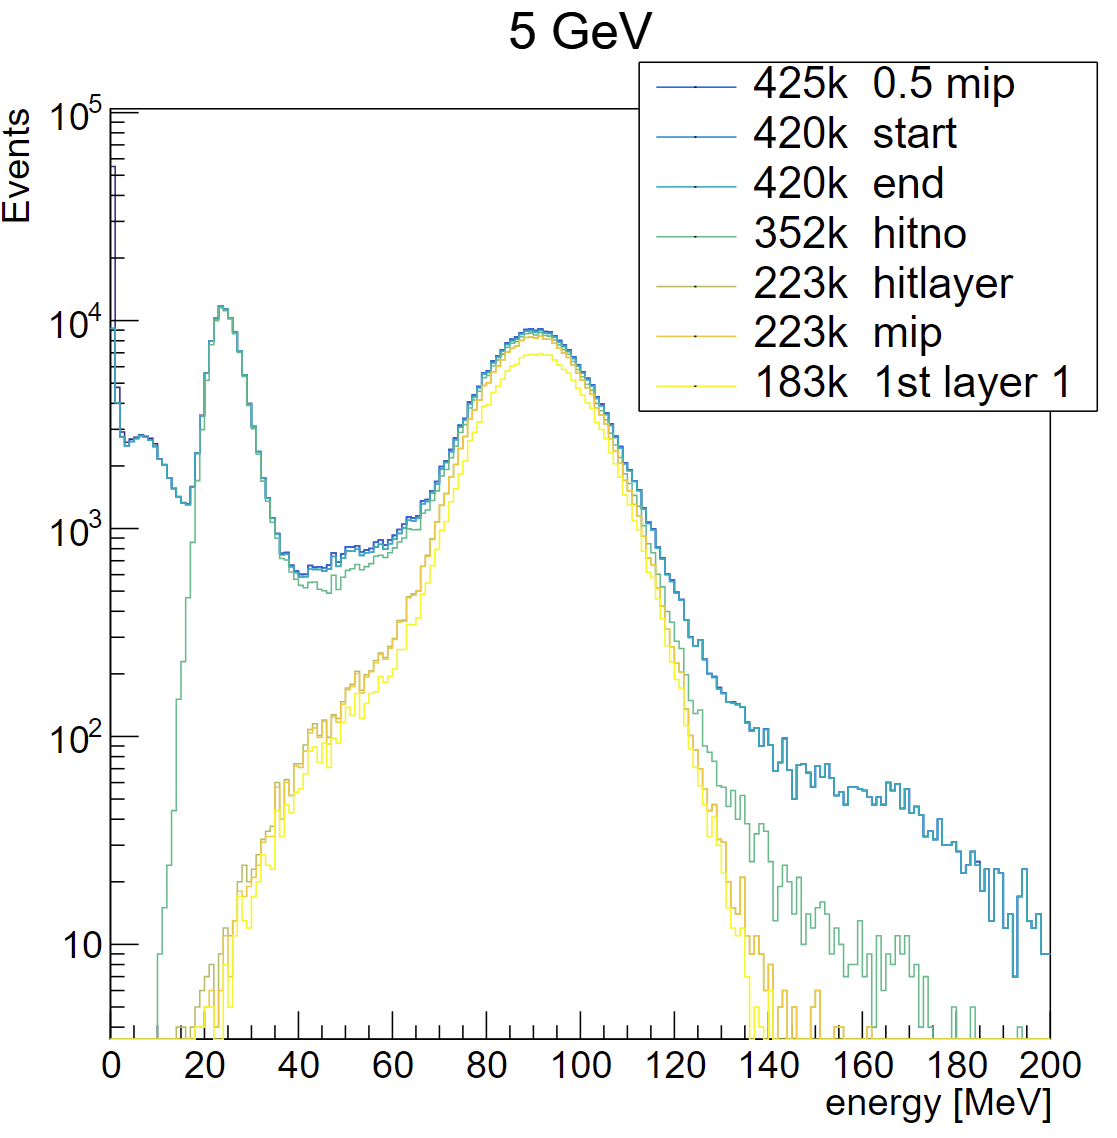 5 GeV
425k 0.5 mip
420k start
420k end
352k hitno
223k hitlayer
223k mip
183k 1st layer 1
Events
10^5
10^4
10^3
10^2
10
0 20 40 60 80 100 120 140 160 180 200
energy [MeV]